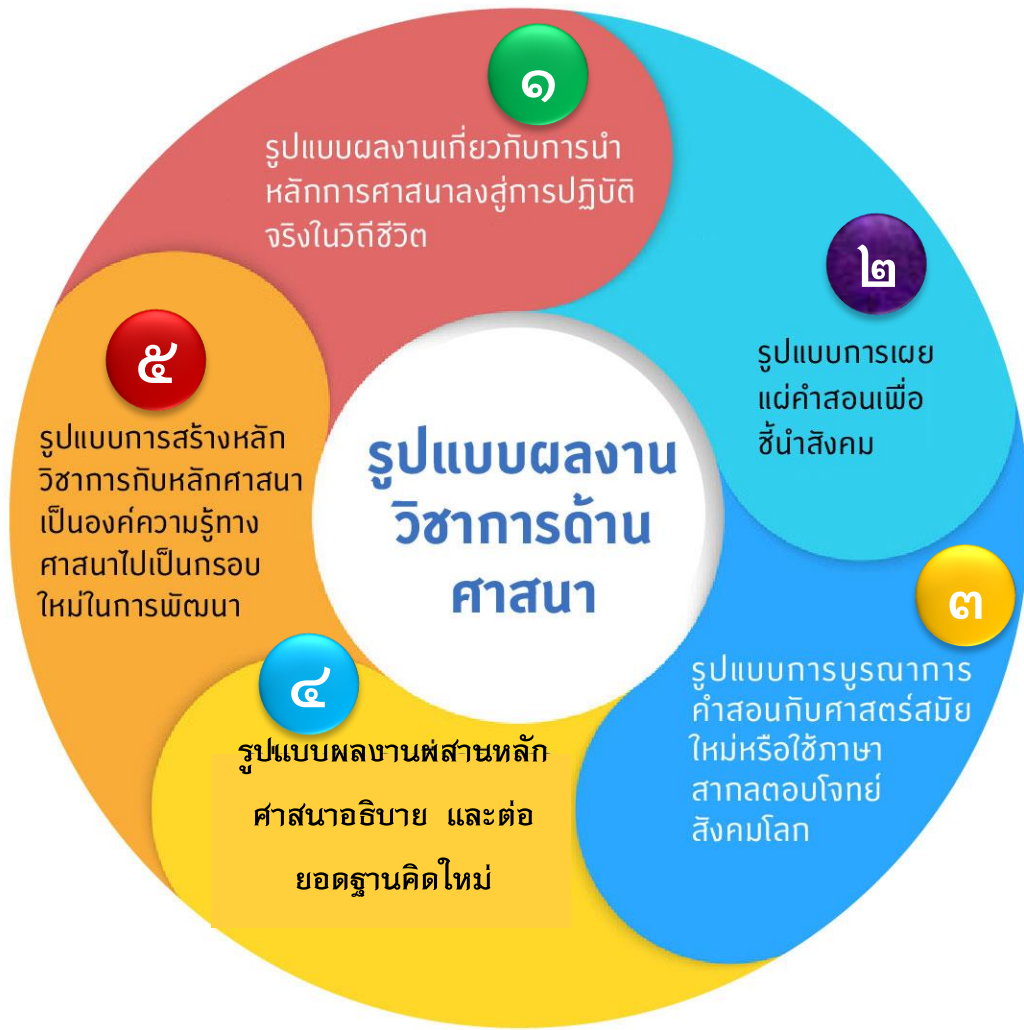 ๑
รูปแบบผลงานเกี่ยวกับการนำ
หลักการศาสนาลงสู่การปฏิบัติ
จริงในวิถีชีวิต
๒
รูปแบบการเผย
แผ่คำสอนเพื่อ
ชี้นำสังคม
๓
รูปแบบการบูรณาการ
คำสอนกับศาสตร์สมัย
ใหม่หรือใช้ภาษา
สากลตอบโจทย์
สังคมโลก
๔
รูปแบบผลงานผสานหลัก
ศาสนาอธิบาย และต่อ
ยอดฐานคิดใหม่
๕
รูปแบบการสร้างหลัก
วิชาการกับหลักศาสนา
เป็นองค์ความรู้ทาง
ศาสนาไปเป็นกรอบ
ใหม่ในการพัฒนา
รูปแบบผลงาน
วิชาการด้าน
ศาสนา